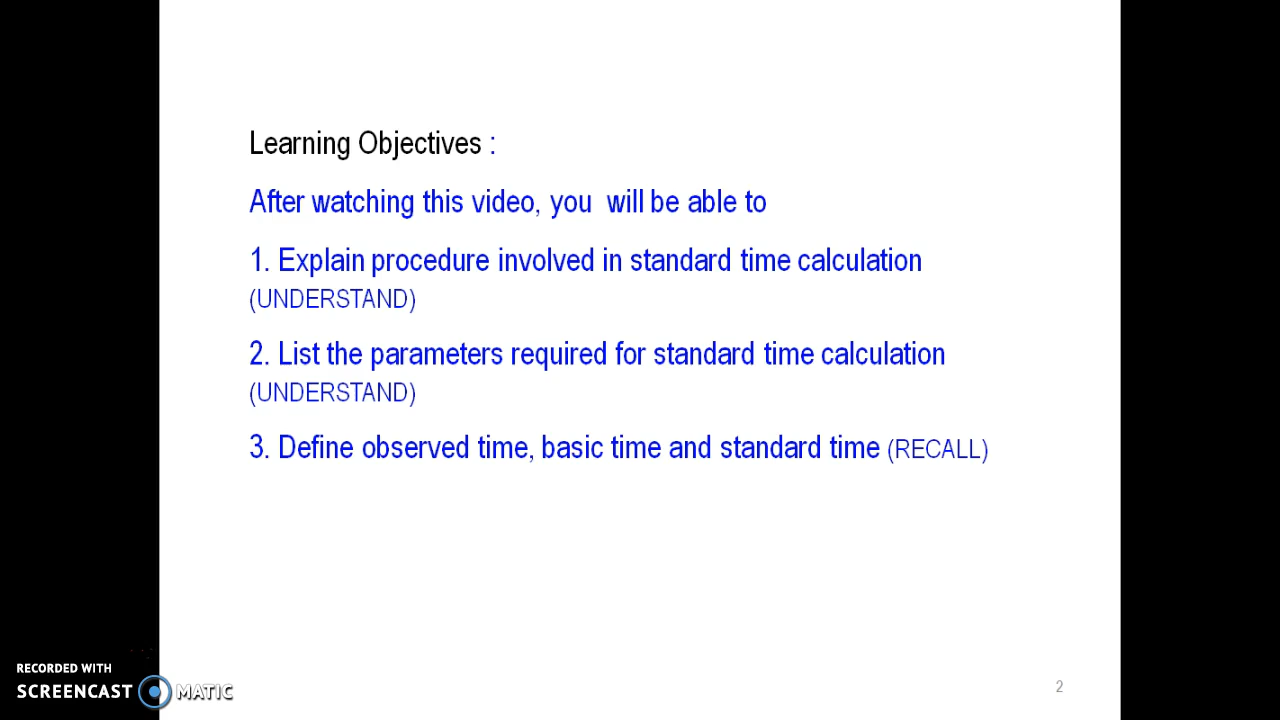 Learning Objectives :
After watching this video, you will be able to
1. Explain procedure involved in standard time calculation
(UNDERSTAND)
2. List the parameters required for standard time calculation
(UNDERSTAND)
3. Define observed time, basic time and standard time (RECALL)
RECORDED WITH
SCREENCAST MATIC
2